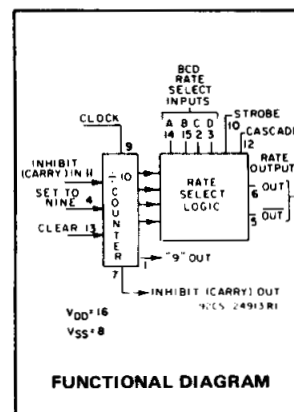 BCD
RATE
SELECT
INPUTS
A B C D
14 15 2 3
STROBE
10
CASCADE
12
CLOCK
9
RATE
OUTPUT
INHIBIT
(CARRY) IN 11
SET TO
NINE 4
CLEAR 13
÷10
COUNTER
RATE
SELECT
LOGIC
6 OUT
5 OUT
1 "9" OUT
7
INHIBIT (CARRY) OUT
92CS-24913R1
VDD=16
VSS=8
FUNCTIONAL DIAGRAM